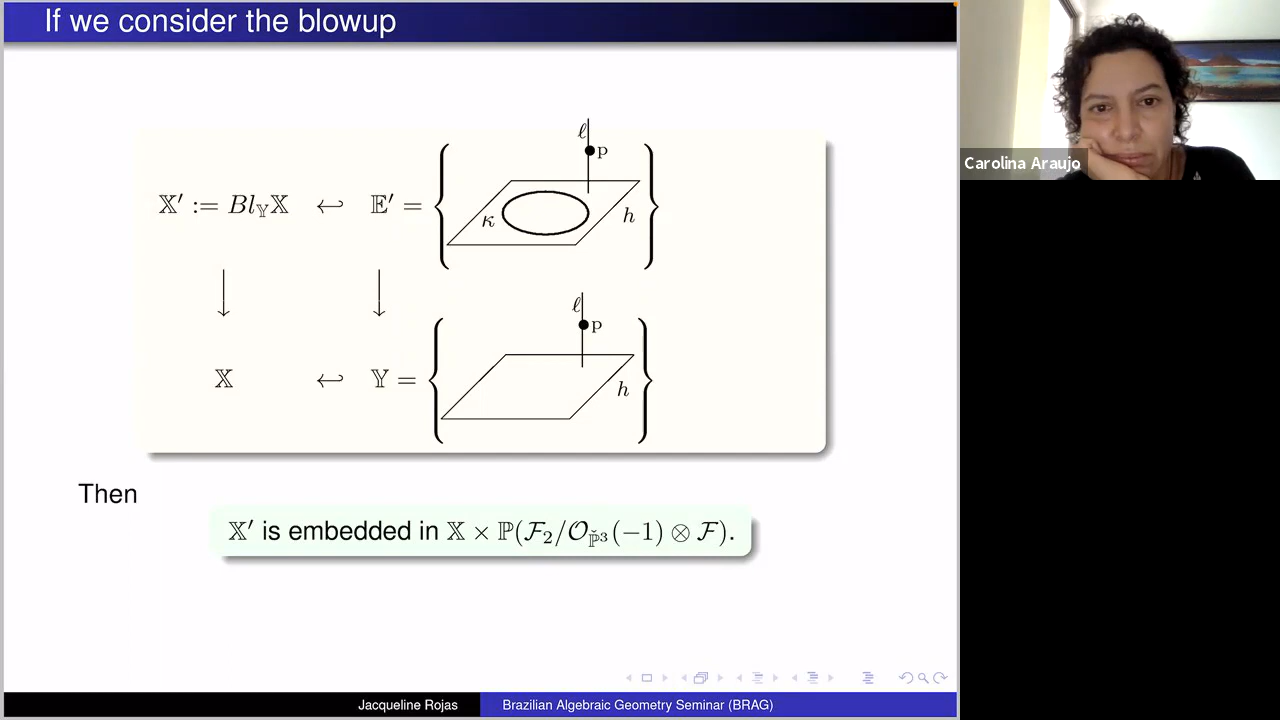 If we consider the blowup
Carolina Araujo
ℓ
p
𝕏′ := Bl_𝕐𝕏 ↩ 𝔼′ = {
κ
h
}
ℓ
p
𝕏 ↩ 𝕐 = {
h
}
Then
𝕏′ is embedded in 𝕏 × ℙ(ℱ₂/𝒪_ℙ̌³(−1) ⊗ ℱ).
Jacqueline Rojas
Brazilian Algebraic Geometry Seminar (BRAG)